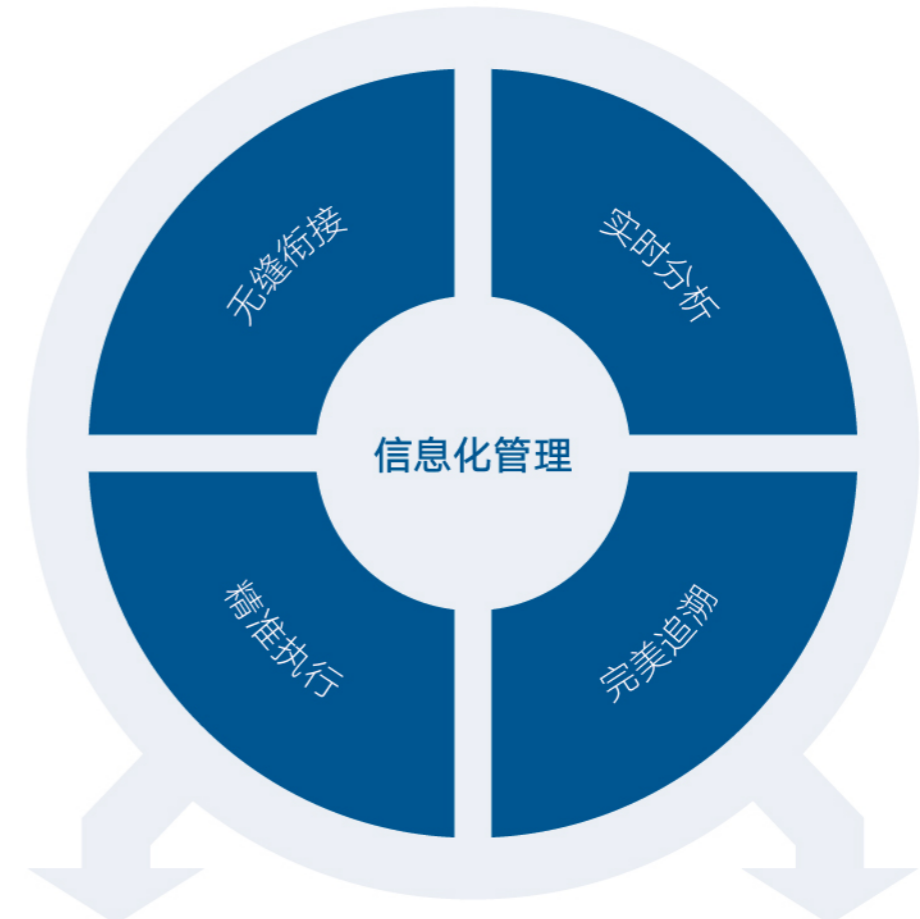 无缝衔接
实时分析
信息化管理
精准执行
完美追溯